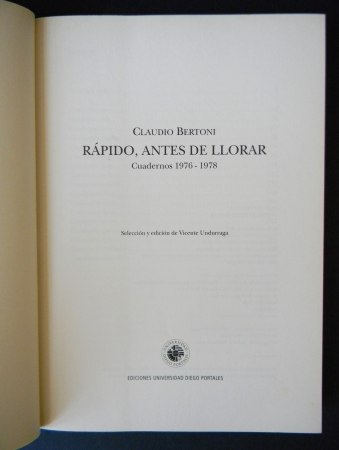 CLAUDIO BERTONI
RÁPIDO, ANTES DE LLORAR
Cuadernos 1976 - 1978
Selección y edición de Vicente Undurraga
EDICIONES UNIVERSIDAD DIEGO PORTALES